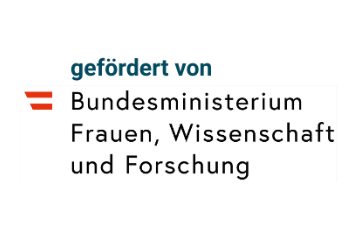 gefördert von
Bundesministerium
Frauen, Wissenschaft
und Forschung